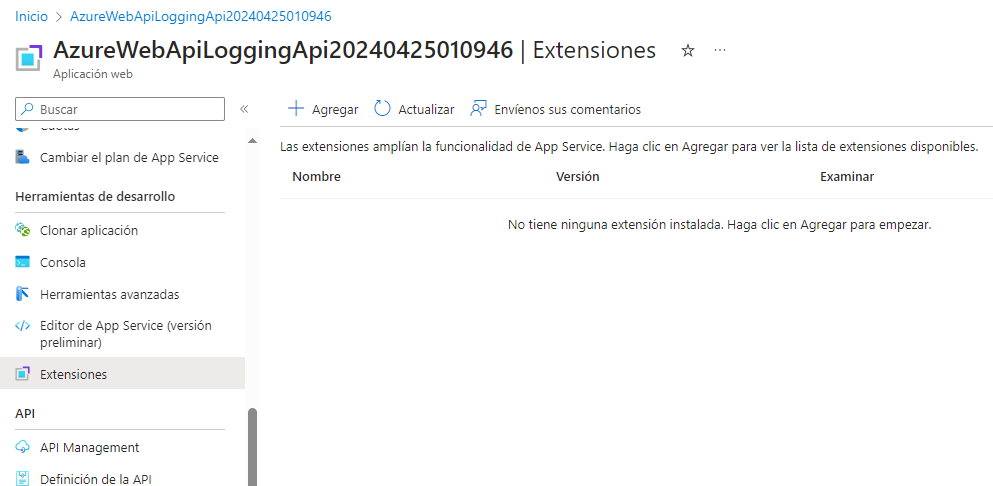 Inicio > AzureWebApiLoggingApi20240425010946
AzureWebApiLoggingApi20240425010946 | Extensiones
Aplicación web
Buscar
Agregar
Actualizar
Envíenos sus comentarios
Cuotas
Cambiar el plan de App Service
Herramientas de desarrollo
Clonar aplicación
Consola
Herramientas avanzadas
Editor de App Service (versión
preliminar)
Extensiones
API
API Management
Definición de la API
Las extensiones amplían la funcionalidad de App Service. Haga clic en Agregar para ver la lista de extensiones disponibles.
Nombre Versión Examinar
No tiene ninguna extensión instalada. Haga clic en Agregar para empezar.